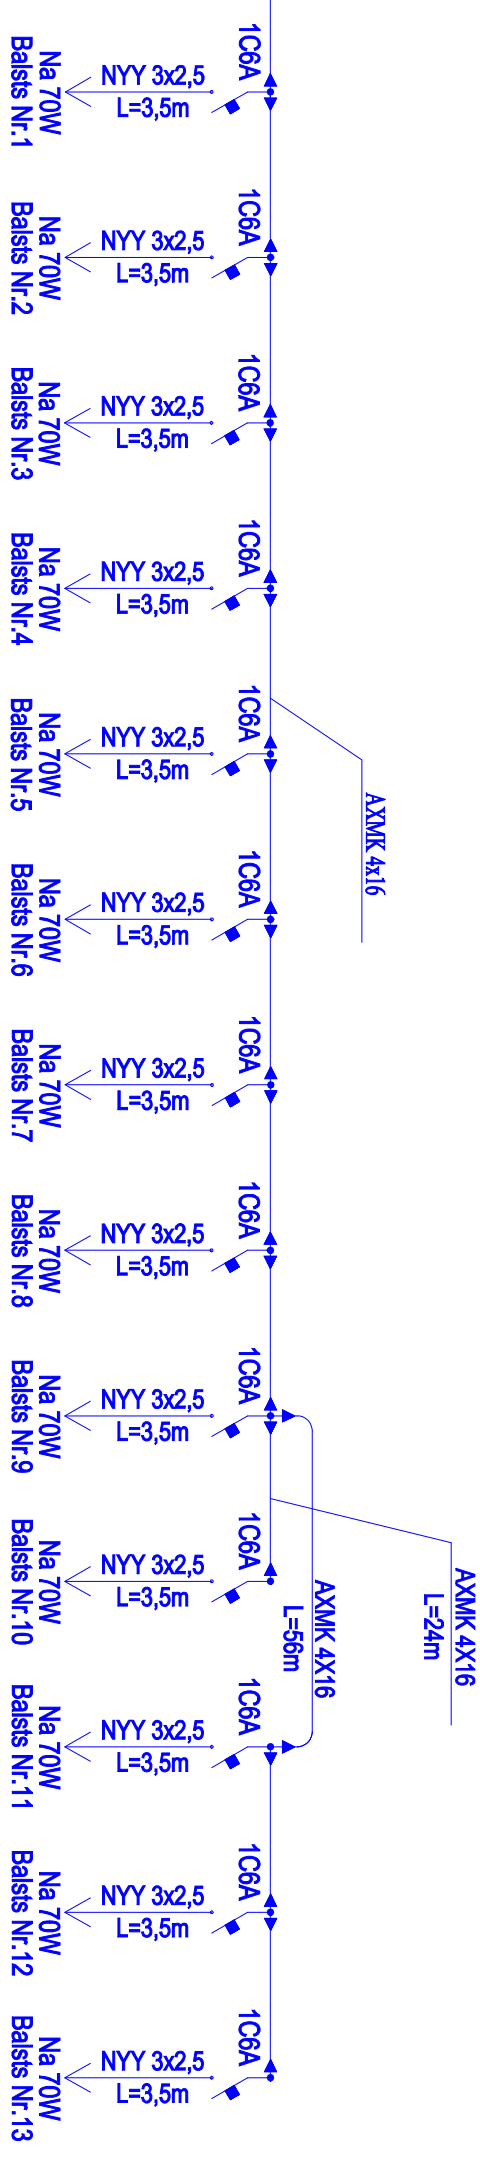 1C6A
NYY 3x2,5
L=3,5m
Na 70W
Balsts Nr.1
1C6A
NYY 3x2,5
L=3,5m
Na 70W
Balsts Nr.2
1C6A
NYY 3x2,5
L=3,5m
Na 70W
Balsts Nr.3
1C6A
NYY 3x2,5
L=3,5m
Na 70W
Balsts Nr.4
1C6A
NYY 3x2,5
L=3,5m
Na 70W
Balsts Nr.5
AXMK 4x16
1C6A
NYY 3x2,5
L=3,5m
Na 70W
Balsts Nr.6
1C6A
NYY 3x2,5
L=3,5m
Na 70W
Balsts Nr.7
1C6A
NYY 3x2,5
L=3,5m
Na 70W
Balsts Nr.8
1C6A
NYY 3x2,5
L=3,5m
Na 70W
Balsts Nr.9
1C6A
NYY 3x2,5
L=3,5m
Na 70W
Balsts Nr.10
AXMK 4X16
L=24m
AXMK 4X16
L=56m
1C6A
NYY 3x2,5
L=3,5m
Na 70W
Balsts Nr.11
1C6A
NYY 3x2,5
L=3,5m
Na 70W
Balsts Nr.12
1C6A
NYY 3x2,5
L=3,5m
Na 70W
Balsts Nr.13